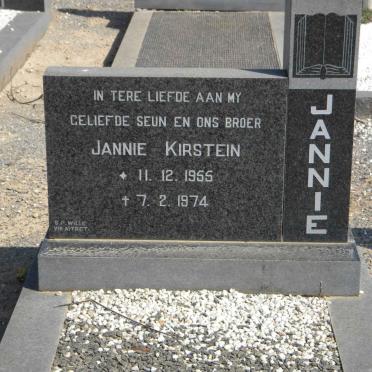 IN TERE LIEFDE AAN MY
GELIEFDE SEUN EN ONS BROER
JANNIE KIRSTEIN
* 11. 12. 1955
† 7. 2. 1974
JANNIE